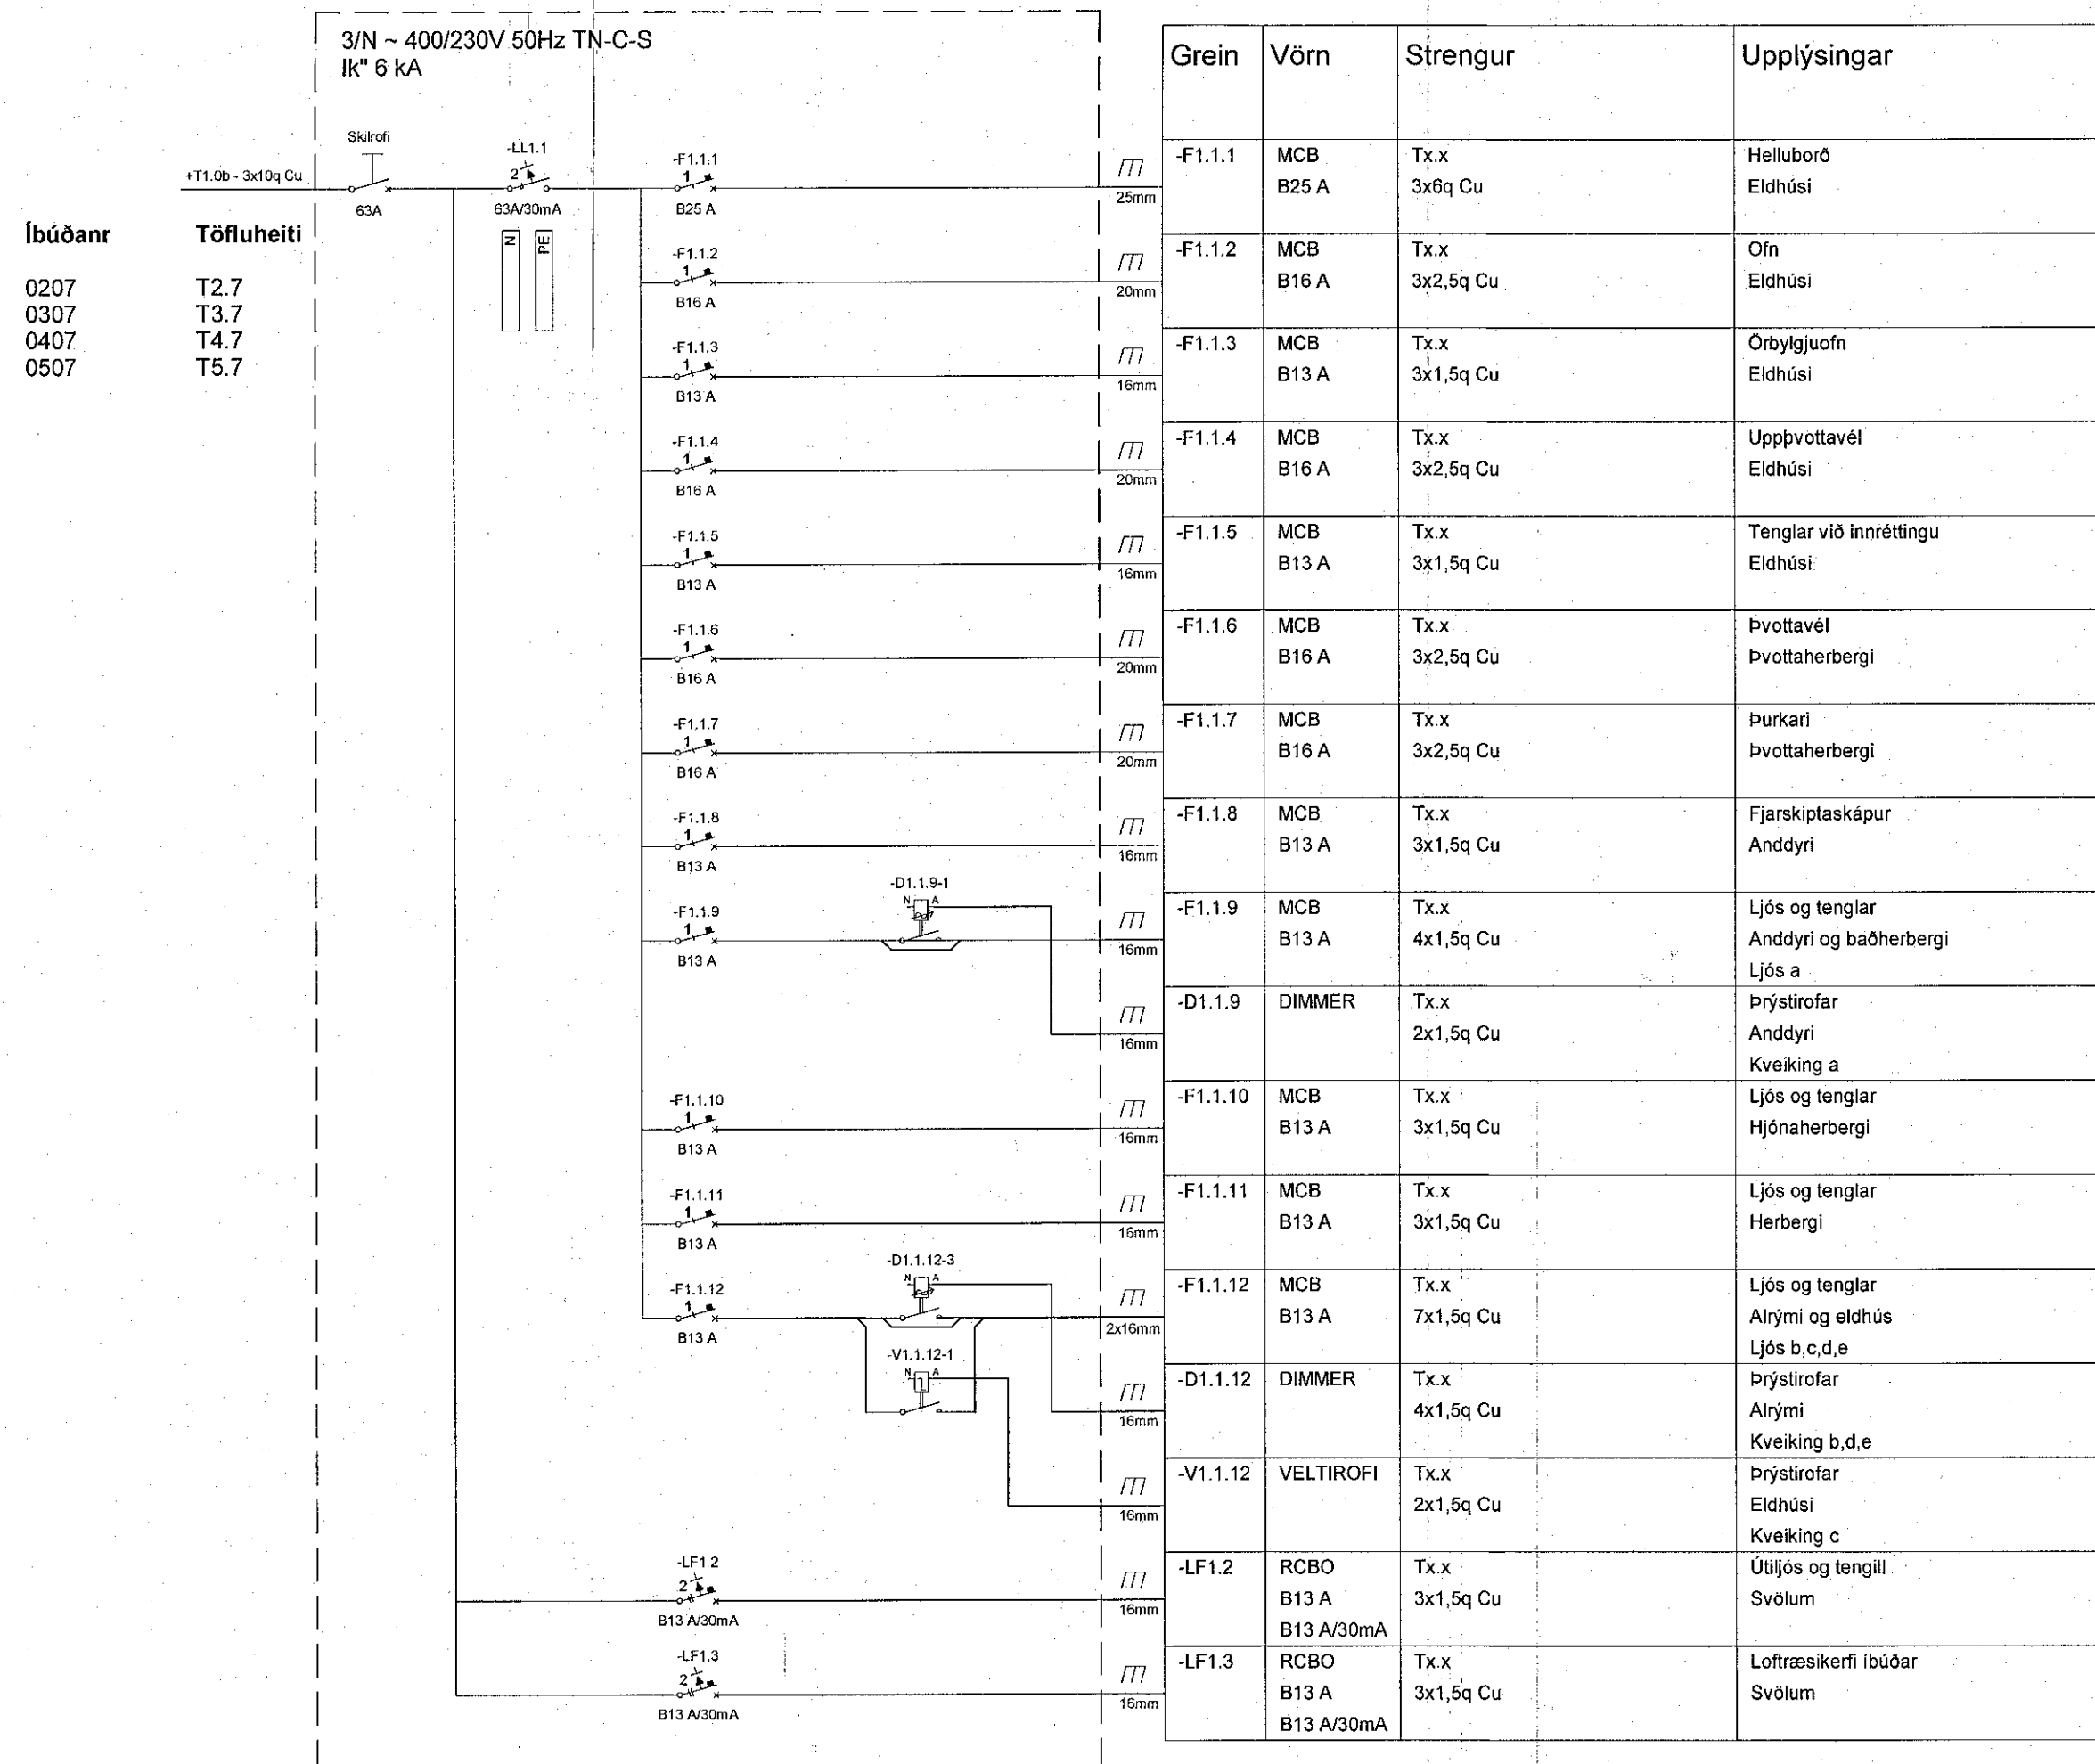 3/N ~ 400/230V 50Hz TN-C-S
Ik" 6 kA
Skilrofi
+T1.0b - 3x10q Cu
63A
-LL1.1
2
63A/30mA
N
PE
Íbúðanr Töfluheiti
0207 T2.7
0307 T3.7
0407 T4.7
0507 T5.7
-F1.1.1
1
B25 A
25mm
-F1.1.2
1
B16 A
20mm
-F1.1.3
1
B13 A
16mm
-F1.1.4
1
B16 A
20mm
-F1.1.5
1
B13 A
16mm
-F1.1.6
1
B16 A
20mm
-F1.1.7
1
B16 A
20mm
-F1.1.8
1
B13 A
16mm
-D1.1.9-1
N A
-F1.1.9
1
B13 A
16mm
16mm
-F1.1.10
1
B13 A
16mm
-F1.1.11
1
B13 A
16mm
-D1.1.12-3
N A
-F1.1.12
1
B13 A
2x16mm
-V1.1.12-1
N A
16mm
16mm
-LF1.2
2
B13 A/30mA
16mm
-LF1.3
2
B13 A/30mA
16mm
Grein Vörn Strengur Upplýsingar
-F1.1.1 MCB Tx.x Helluborð
B25 A 3x6q Cu Eldhúsi
-F1.1.2 MCB Tx.x Ofn
B16 A 3x2,5q Cu Eldhúsi
-F1.1.3 MCB Tx.x Örbylgjuofn
B13 A 3x1,5q Cu Eldhúsi
-F1.1.4 MCB Tx.x Uppþvottavél
B16 A 3x2,5q Cu Eldhúsi
-F1.1.5 MCB Tx.x Tenglar við innréttingu
B13 A 3x1,5q Cu Eldhúsi
-F1.1.6 MCB Tx.x Þvottavél
B16 A 3x2,5q Cu Þvottaherbergi
-F1.1.7 MCB Tx.x Þurkari
B16 A 3x2,5q Cu Þvottaherbergi
-F1.1.8 MCB Tx.x Fjarskiptaskápur
B13 A 3x1,5q Cu Anddyri
-F1.1.9 MCB Tx.x Ljós og tenglar
B13 A 4x1,5q Cu Anddyri og baðherbergi
Ljós a
-D1.1.9 DIMMER Tx.x Þrýstirofar
2x1,5q Cu Anddyri
Kveiking a
-F1.1.10 MCB Tx.x Ljós og tenglar
B13 A 3x1,5q Cu Hjónaherbergi
-F1.1.11 MCB Tx.x Ljós og tenglar
B13 A 3x1,5q Cu Herbergi
-F1.1.12 MCB Tx.x Ljós og tenglar
B13 A 7x1,5q Cu Alrými og eldhús
Ljós b,c,d,e
-D1.1.12 DIMMER Tx.x Þrýstirofar
4x1,5q Cu Alrými
Kveiking b,d,e
-V1.1.12 VELTIROFI Tx.x Þrýstirofar
2x1,5q Cu Eldhúsi
Kveiking c
-LF1.2 RCBO Tx.x Útiljós og tengill
B13 A 3x1,5q Cu Svölum
B13 A/30mA
-LF1.3 RCBO Tx.x Loftræsikerfi íbúðar
B13 A 3x1,5q Cu Svölum
B13 A/30mA